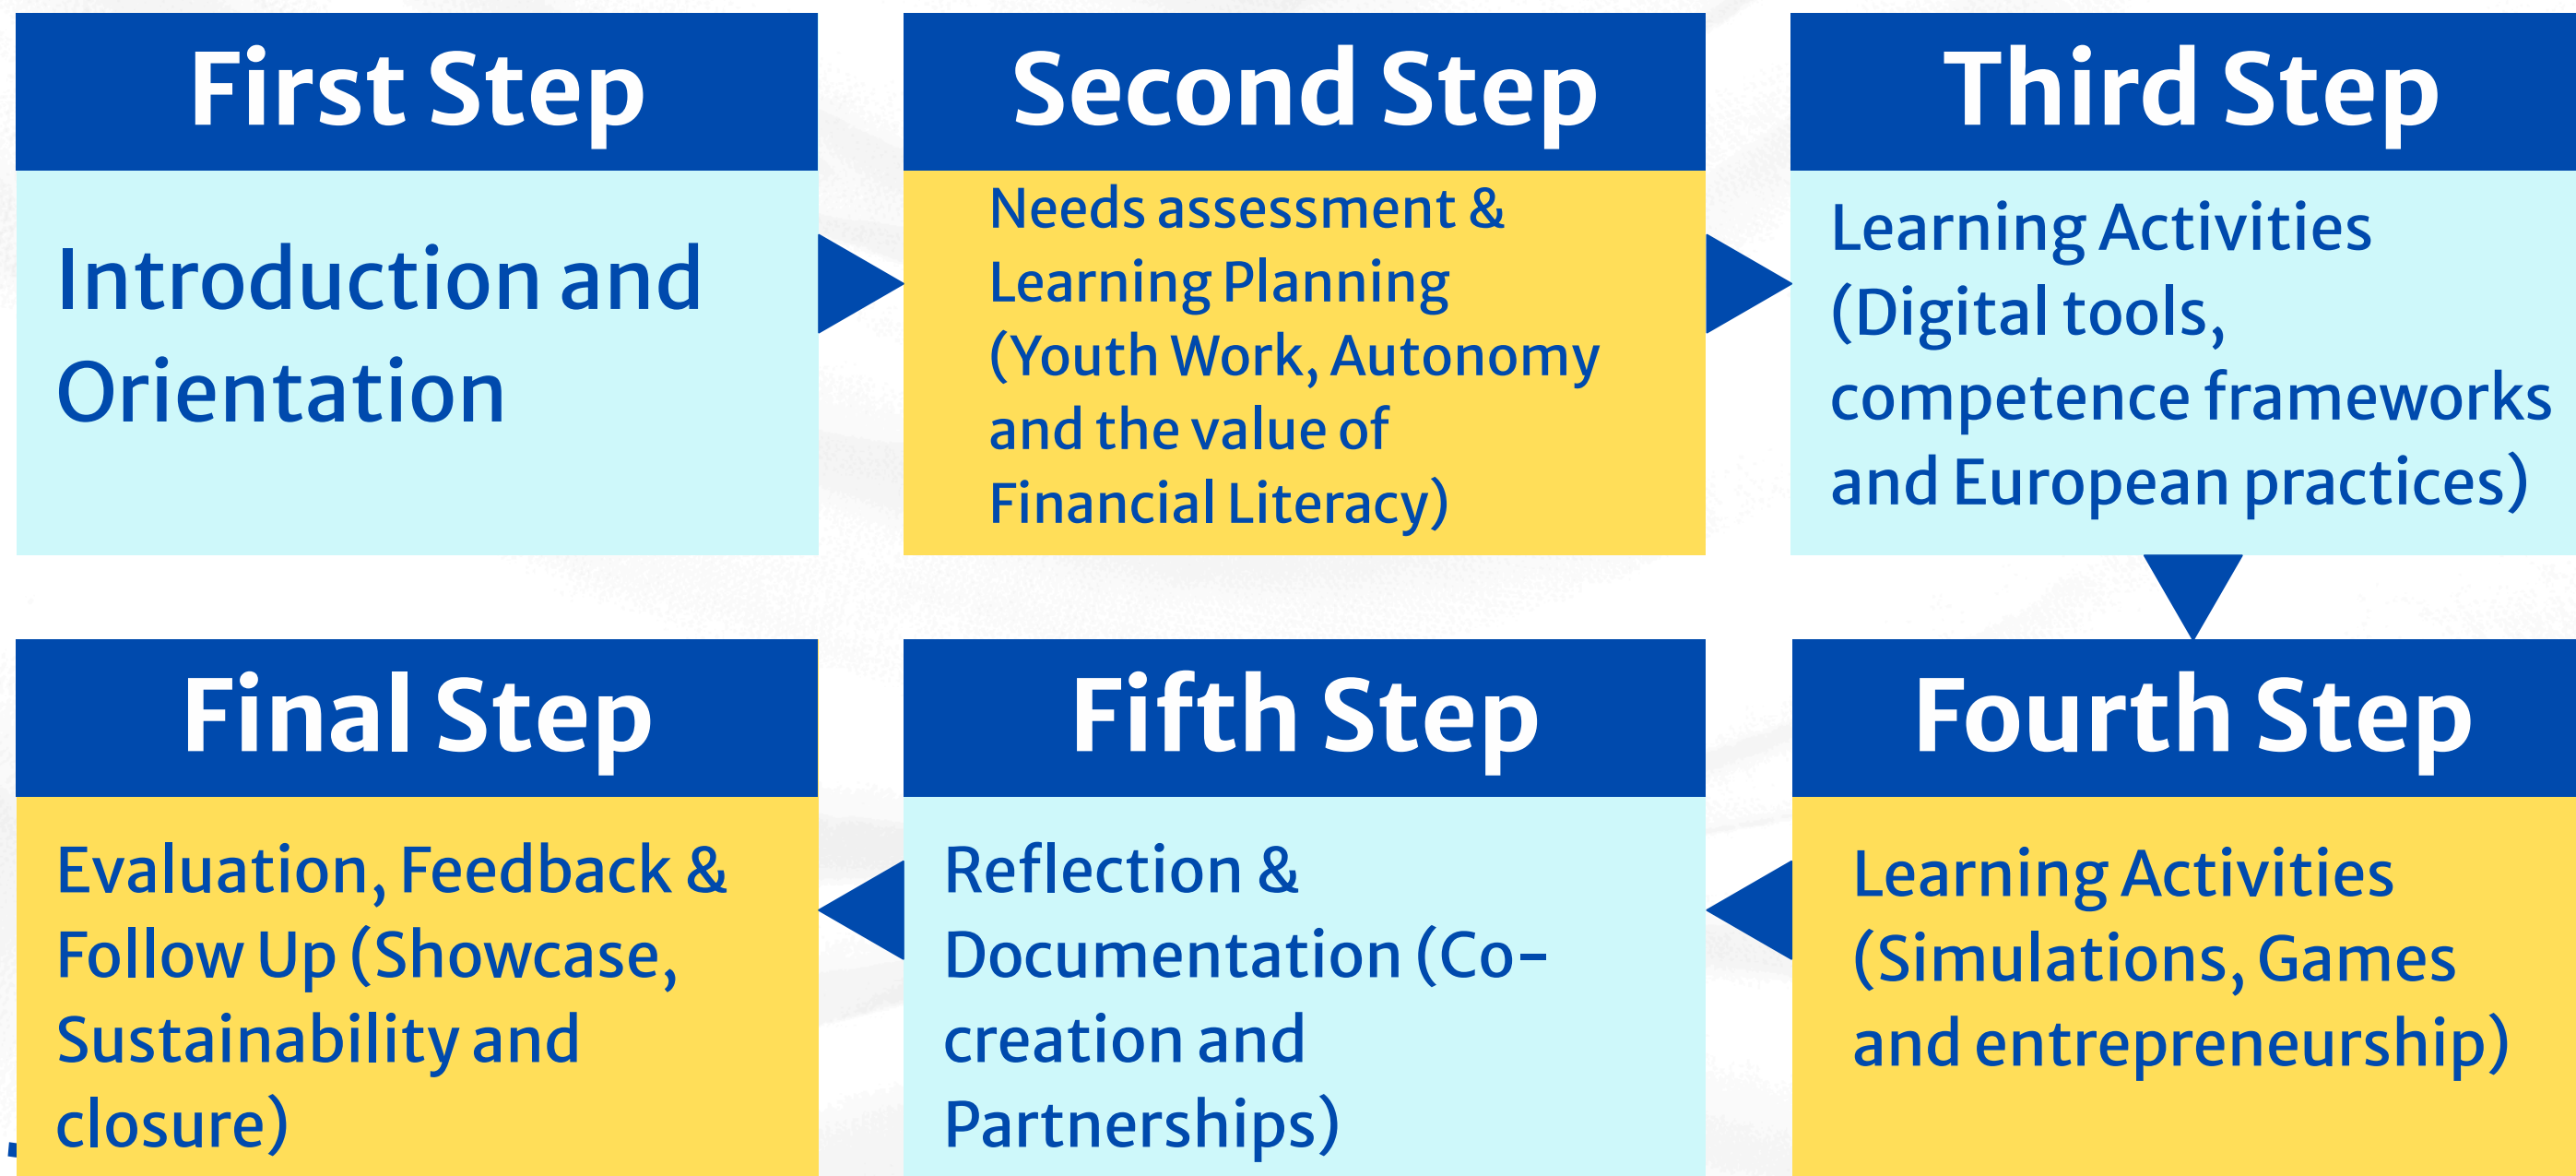 First Step
Introduction and
Orientation
Second Step
Needs assessment &
Learning Planning
(Youth Work, Autonomy
and the value of
Financial Literacy)
Third Step
Learning Activities
(Digital tools,
competence frameworks
and European practices)
Fourth Step
Learning Activities
(Simulations, Games
and entrepreneurship)
Fifth Step
Reflection &
Documentation (Co-
creation and
Partnerships)
Final Step
Evaluation, Feedback &
Follow Up (Showcase,
Sustainability and
closure)